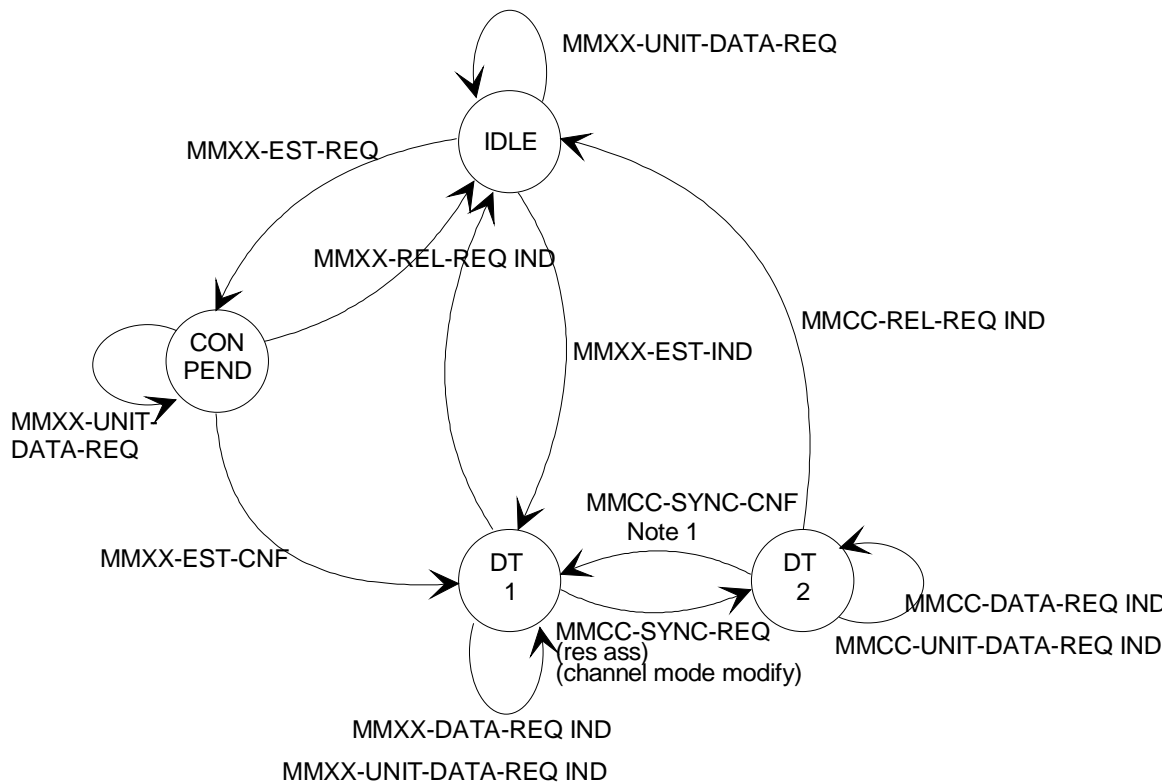 MMXX-UNIT-DATA-REQ
IDLE
MMXX-EST-REQ
MMXX-REL-REQ IND
MMCC-REL-REQ IND
CON
PEND
MMXX-EST-IND
MMXX-UNIT-
DATA-REQ
MMCC-SYNC-CNF
Note 1
MMXX-EST-CNF
DT
1
DT
2
MMCC-DATA-REQ IND
MMCC-SYNC-REQ
(res ass)
(channel mode modify)
MMCC-UNIT-DATA-REQ IND
MMXX-DATA-REQ IND
MMXX-UNIT-DATA-REQ IND